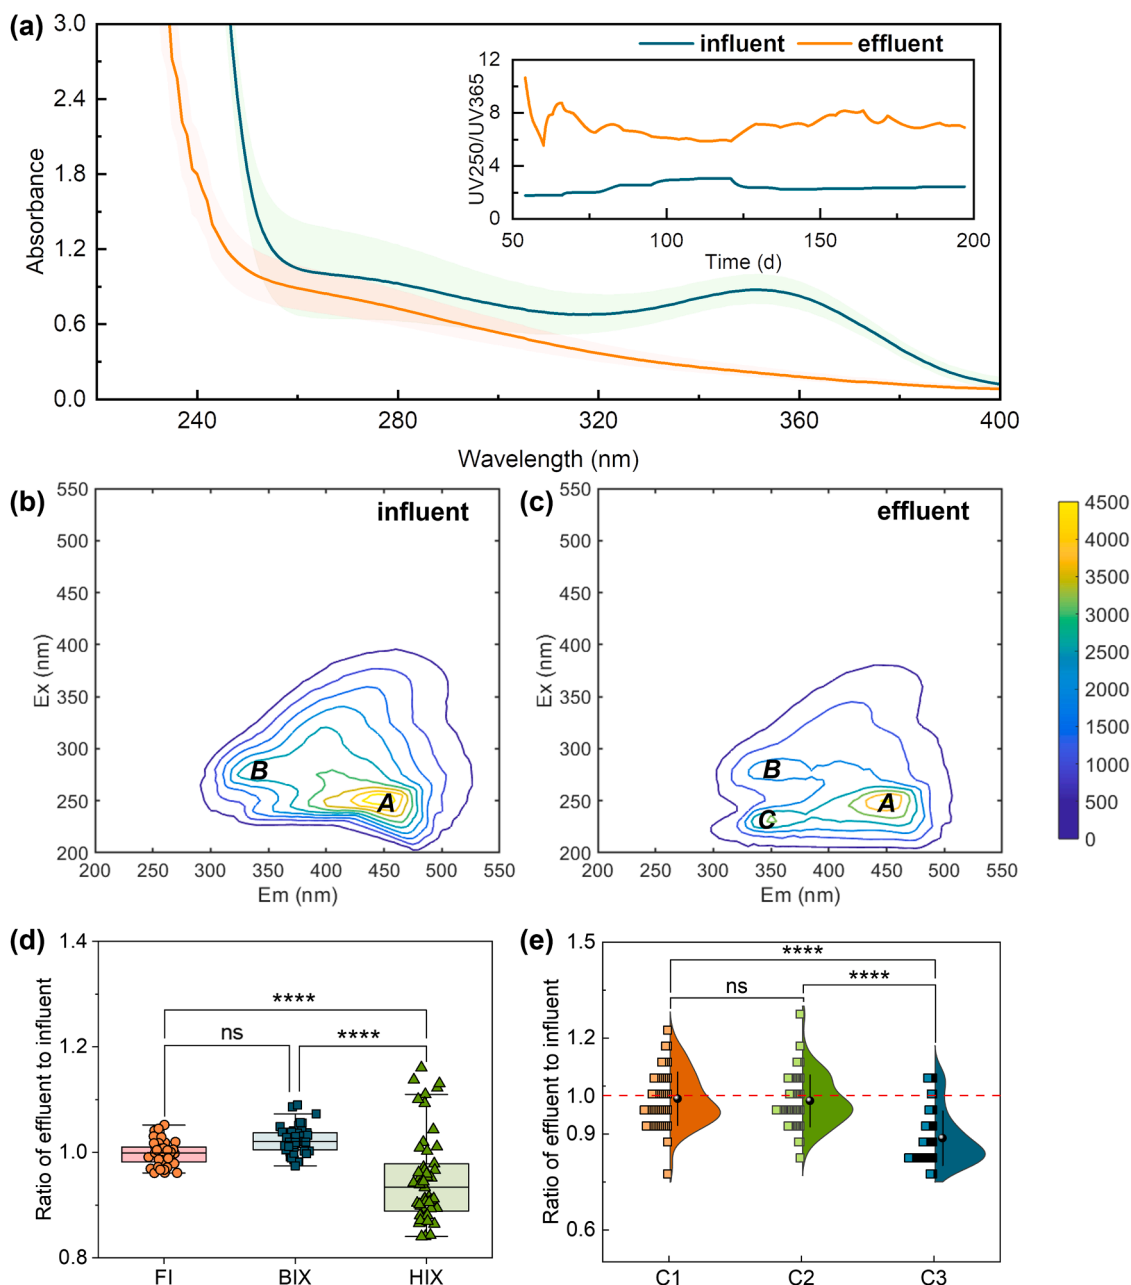 (a)
3.0
2.4
1.8
1.2
0.6
0.0
Absorbance
240
280
320
360
400
Wavelength (nm)
influent
effluent
12
8
4
0
UV250/UV365
50
100
150
200
Time (d)
(b)
influent
550
500
450
400
350
300
250
200
Ex (nm)
B
A
200
250
300
350
400
450
500
550
Em (nm)
(c)
effluent
550
500
450
400
350
300
250
200
Ex (nm)
B
C
A
200
250
300
350
400
450
500
550
Em (nm)
4500
4000
3500
3000
2500
2000
1500
1000
500
0
(d)
1.4
1.2
1.0
0.8
Ratio of effluent to influent
****
ns
****
FI
BIX
HIX
(e)
1.5
1.2
1.0
0.9
0.6
Ratio of effluent to influent
****
ns
****
C1
C2
C3